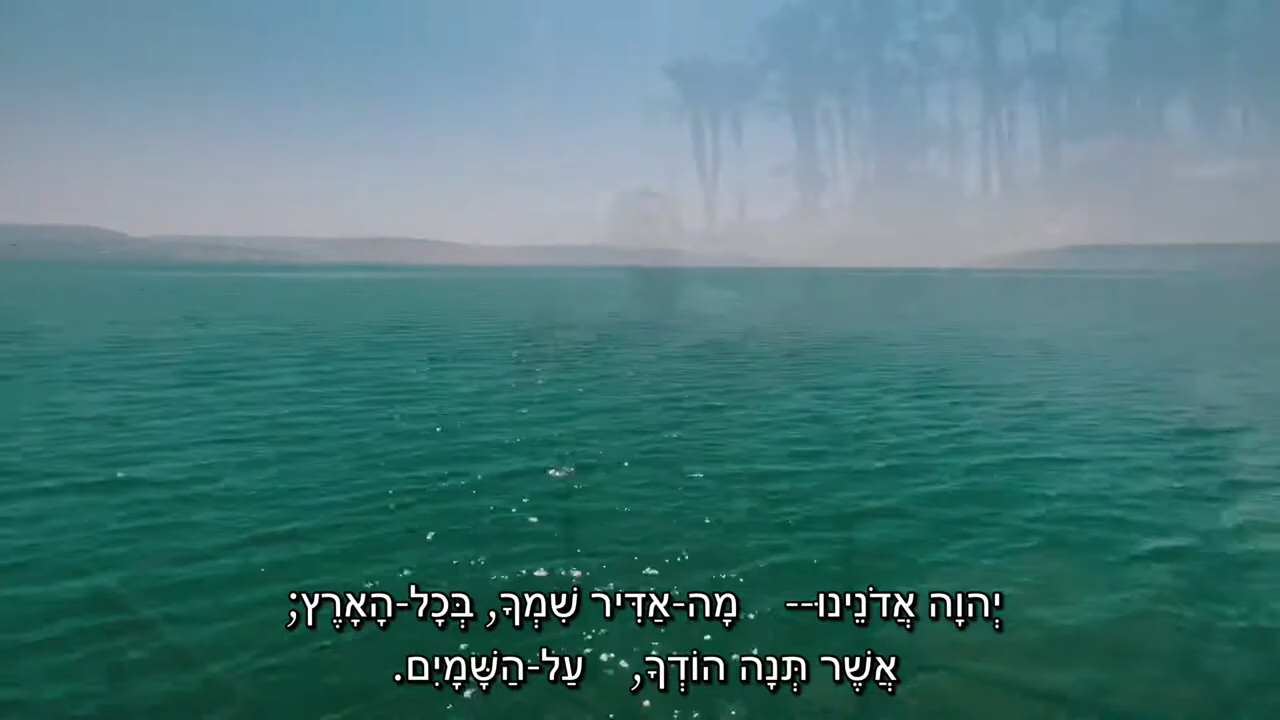 יְהוָה אֲדֹנֵינוּ-- מָה-אַדִּיר שִׁמְךָ, בְּכָל-הָאָרֶץ;
אֲשֶׁר תְּנָה הוֹדְךָ, עַל-הַשָּׁמָיִם.